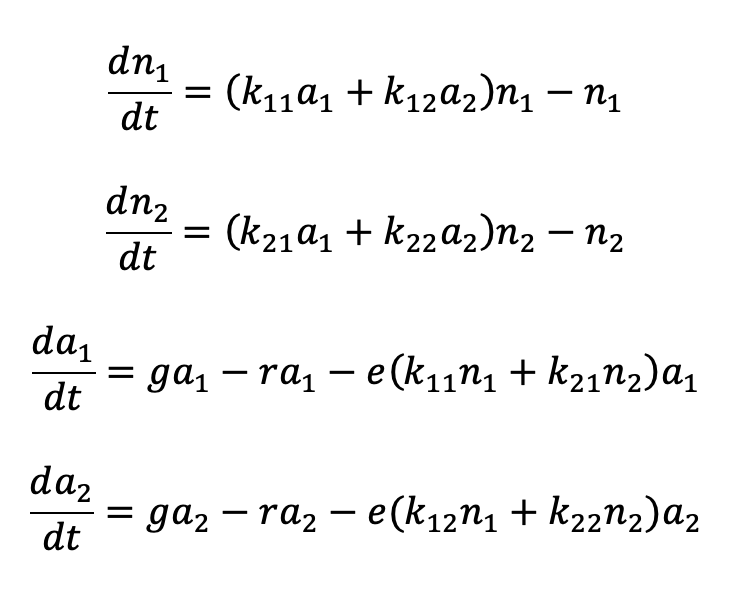 dn₁/dt = (k₁₁a₁ + k₁₂a₂)n₁ − n₁
dn₂/dt = (k₂₁a₁ + k₂₂a₂)n₂ − n₂
da₁/dt = ga₁ − ra₁ − e(k₁₁n₁ + k₂₁n₂)a₁
da₂/dt = ga₂ − ra₂ − e(k₁₂n₁ + k₂₂n₂)a₂